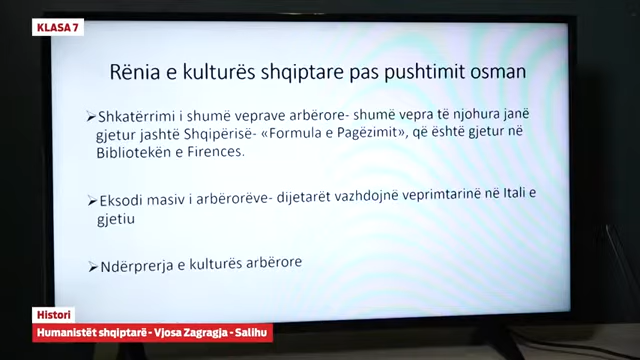 KLASA 7
Rënia e kulturës shqiptare pas pushtimit osman
➢Shkatërrimi i shumë veprave arbërore- shumë vepra të njohura janë
gjetur jashtë Shqipërisë- «Formula e Pagëzimit», që është gjetur në
Bibliotekën e Firences.
➢Eksodi masiv i arbërorëve- dijetarët vazhdojnë veprimtarinë në Itali e
gjetiu
➢Ndërprerja e kulturës arbërore
Histori
Humanistët shqiptarë - Vjosa Zagragja - Salihu